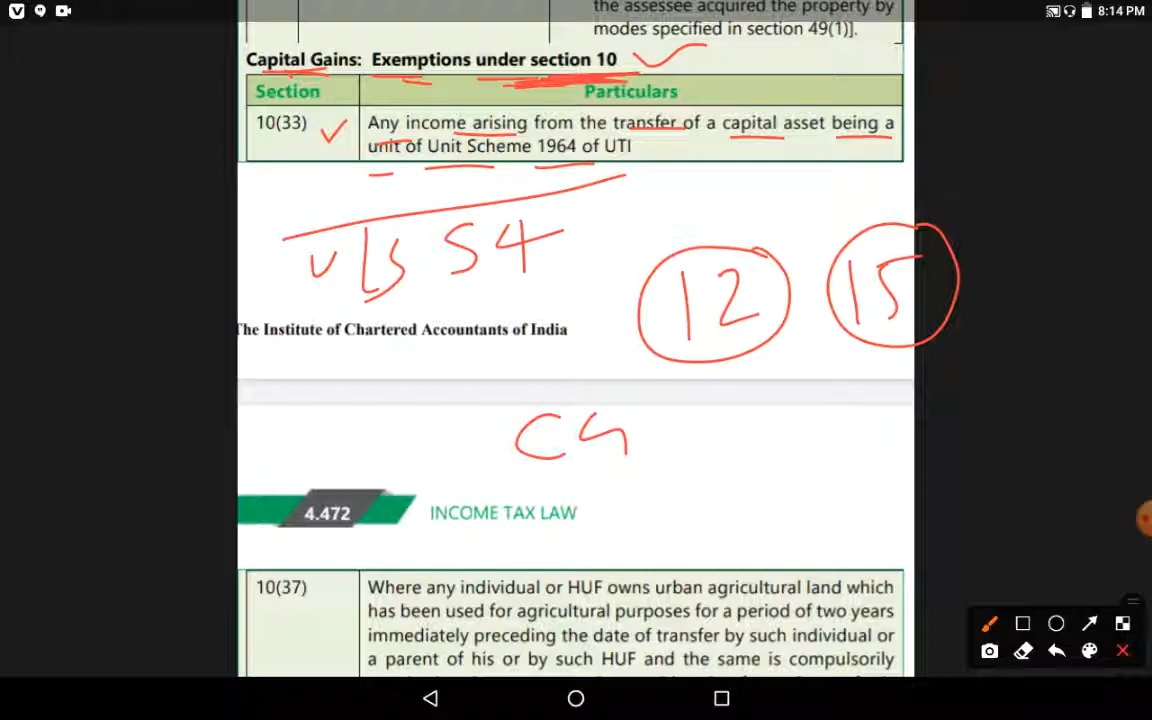 8:14 PM
the assessee acquired the property by
modes specified in section 49(1)].
Capital Gains: Exemptions under section 10
Section Particulars
10(33) Any income arising from the transfer of a capital asset being a
unit of Unit Scheme 1964 of UTI
u/s 54
12 15
The Institute of Chartered Accountants of India
CG
4.472 INCOME TAX LAW
10(37) Where any individual or HUF owns urban agricultural land which
has been used for agricultural purposes for a period of two years
immediately preceding the date of transfer by such individual or
a parent of his or by such HUF and the same is compulsorily